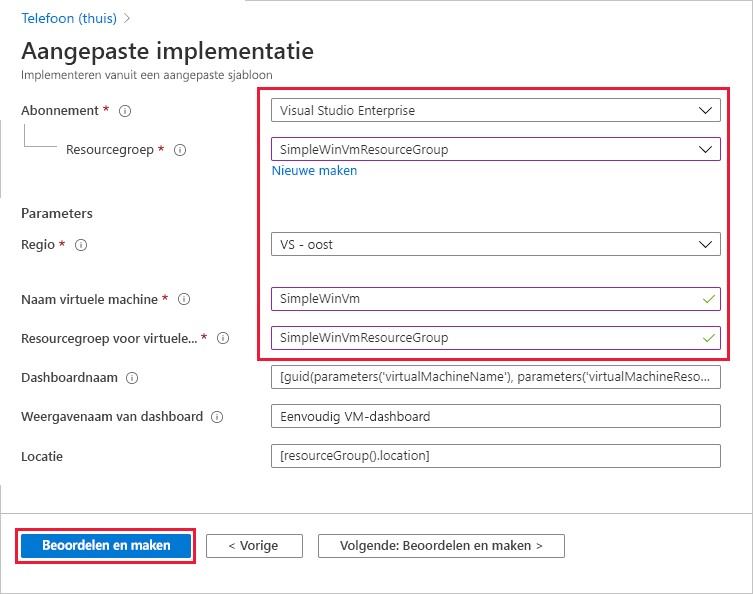 Telefoon (thuis) >
Aangepaste implementatie
Implementeren vanuit een aangepaste sjabloon
Abonnement * Visual Studio Enterprise
Resourcegroep * SimpleWinVmResourceGroup
Nieuwe maken
Parameters
Regio * VS - oost
Naam virtuele machine * SimpleWinVm
Resourcegroep voor virtuele... * SimpleWinVmResourceGroup
Dashboardnaam [guid(parameters('virtualMachineName'), parameters('virtualMachineReso...
Weergavenaam van dashboard Eenvoudig VM-dashboard
Locatie [resourceGroup().location]
Beoordelen en maken < Vorige Volgende: Beoordelen en maken >